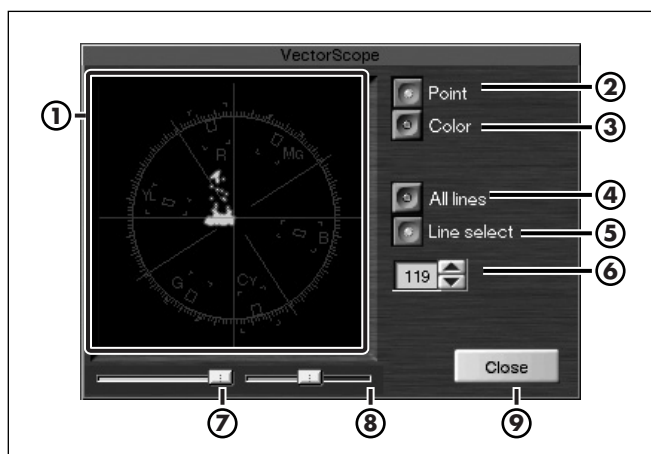 VectorScope
① ② ③ ④ ⑤ ⑥ ⑦ ⑧ ⑨
Point
Color
R
MG
YL
B
G
CY
All lines
Line select
119
Close